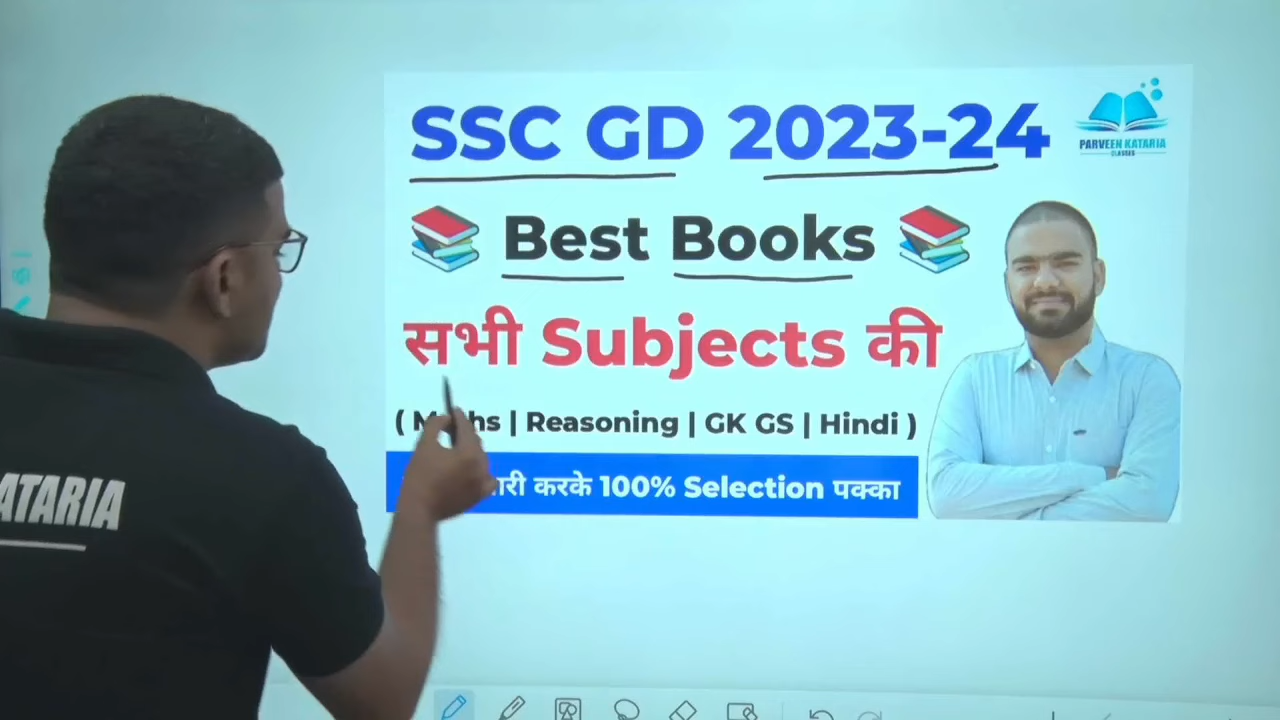 SSC GD 2023-24
PARVEEN KATARIA
CLASSES
Best Books
सभी Subjects की
( Maths | Reasoning | GK GS | Hindi )
करके 100% Selection पक्का
ATARIA